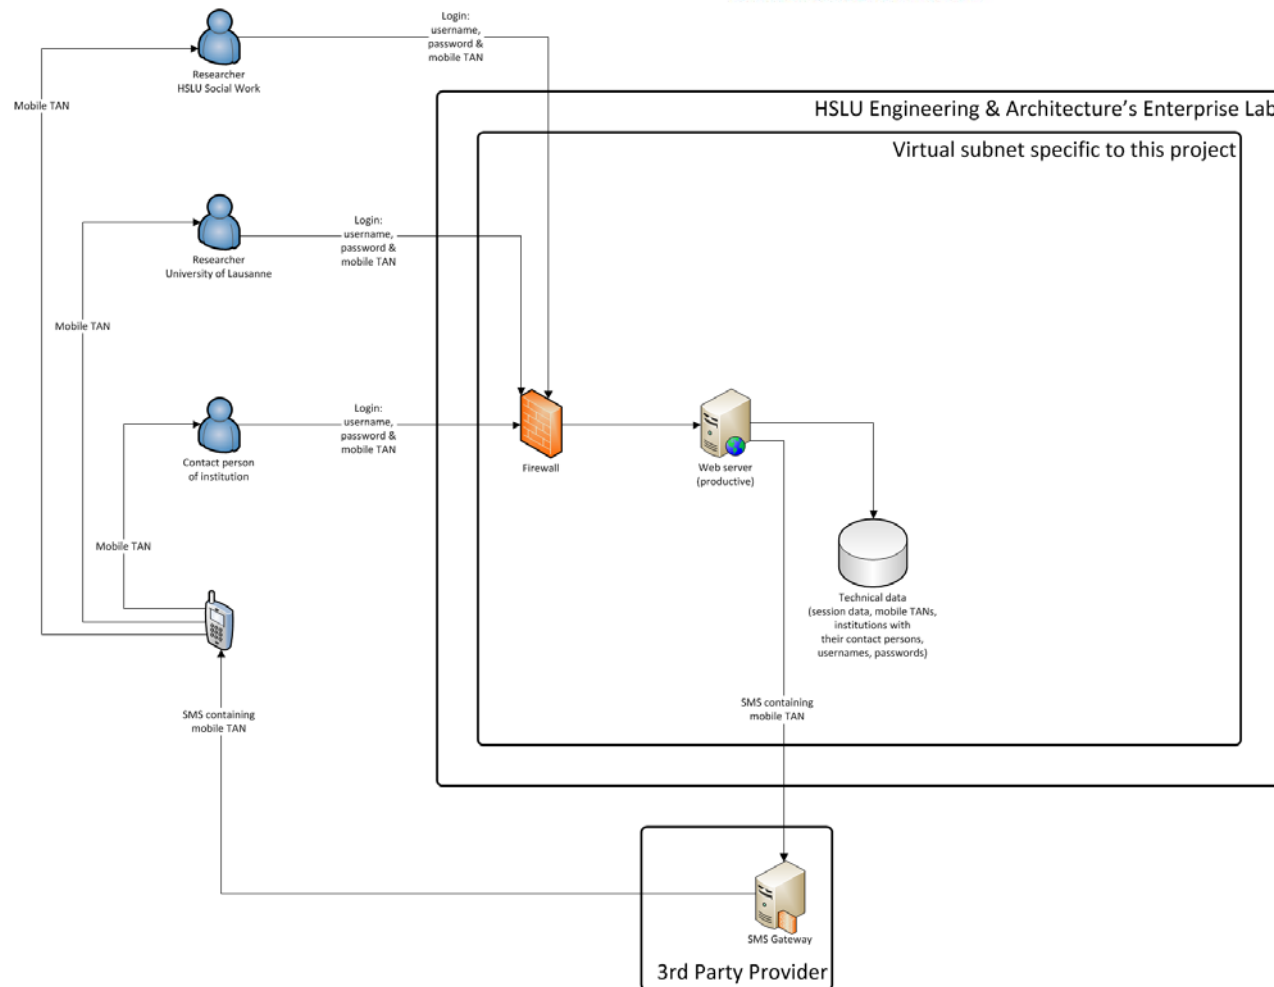 Login:
username,
password &
mobile TAN
Researcher
HSLU Social Work
Mobile TAN
HSLU Engineering & Architecture's Enterprise Lab
Virtual subnet specific to this project
Login:
username,
password &
mobile TAN
Researcher
University of Lausanne
Mobile TAN
Login:
username,
password &
mobile TAN
Contact person
of institution
Firewall
Web server
(productive)
Mobile TAN
Technical data
(session data, mobile TANs,
institutions with
their contact persons,
usernames, passwords)
SMS containing
mobile TAN
SMS containing
mobile TAN
SMS Gateway
3rd Party Provider